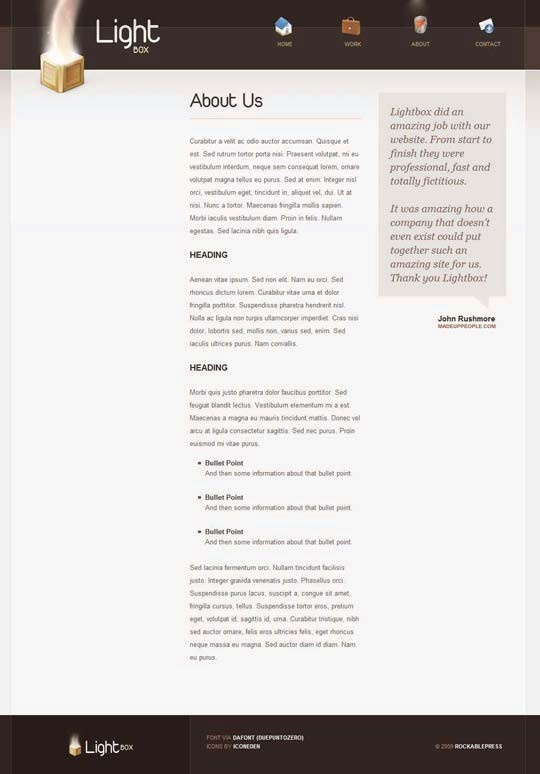 Light
BOX
HOME WORK ABOUT CONTACT
About Us
Curabitur a velit ac odio auctor accumsan. Quisque et
est. Sed rutrum tortor porta nisi. Praesent volutpat, mi eu
vestibulum interdum, neque sem consequat lorem, ornare
volutpat magna tellus eu purus. Sed at enim. Integer nisl
orci, vestibulum eget, tincidunt in, aliquet vel, dui. Ut at
nisi. Nunc a tortor. Maecenas fringilla mollis sapien.
Morbi iaculis vestibulum diam. Proin in felis. Nullam
egestas. Sed lacinia nibh quis ligula.
HEADING
Aenean vitae ipsum. Sed non elit. Nam eu orci. Sed
rhoncus dictum lorem. Curabitur vitae urna et dolor
fringilla porttitor. Suspendisse pharetra hendrerit nisl.
Nulla ac ligula non turpis ullamcorper imperdiet. Cras nisi
dolor, lobortis sed, mollis non, varius sed, enim. Sed
iaculis ultrices purus. Nam convallis.
HEADING
Morbi quis justo pharetra dolor faucibus porttitor. Sed
feugiat blandit lectus. Vestibulum elementum mi a est.
Maecenas a magna eu mauris tincidunt mattis. Donec vel
arcu at ligula consectetur sagittis. Sed nec purus. Proin
euismod mi vitae purus.
Bullet Point
And then some information about that bullet point.
Bullet Point
And then some information about that bullet point.
Bullet Point
And then some information about that bullet point.
Sed lacinia fermentum orci. Nullam tincidunt facilisis
justo. Integer gravida venenatis justo. Phasellus orci.
Suspendisse purus lacus, suscipit a, congue sit amet,
fringilla cursus, tellus. Suspendisse tortor eros, pretium
eget, volutpat id, sagittis id, urna. Curabitur tristique, nibh
sed auctor ornare, felis eros ultricies felis, eget rhoncus
neque massa eu magna. Sed auctor diam id diam. Nam
eu purus.
Lightbox did an
amazing job with our
website. From start to
finish they were
professional, fast and
totally fictitious.
It was amazing how a
company that doesn't
even exist could put
together such an
amazing site for us.
Thank you Lightbox!
John Rushmore
MADEUPPEOPLE.COM
Light BOX
FONT VIA DAFONT (DUEPUNTOZERO)
ICONS BY ICONEDEN
© 2009 ROCKABLEPRESS